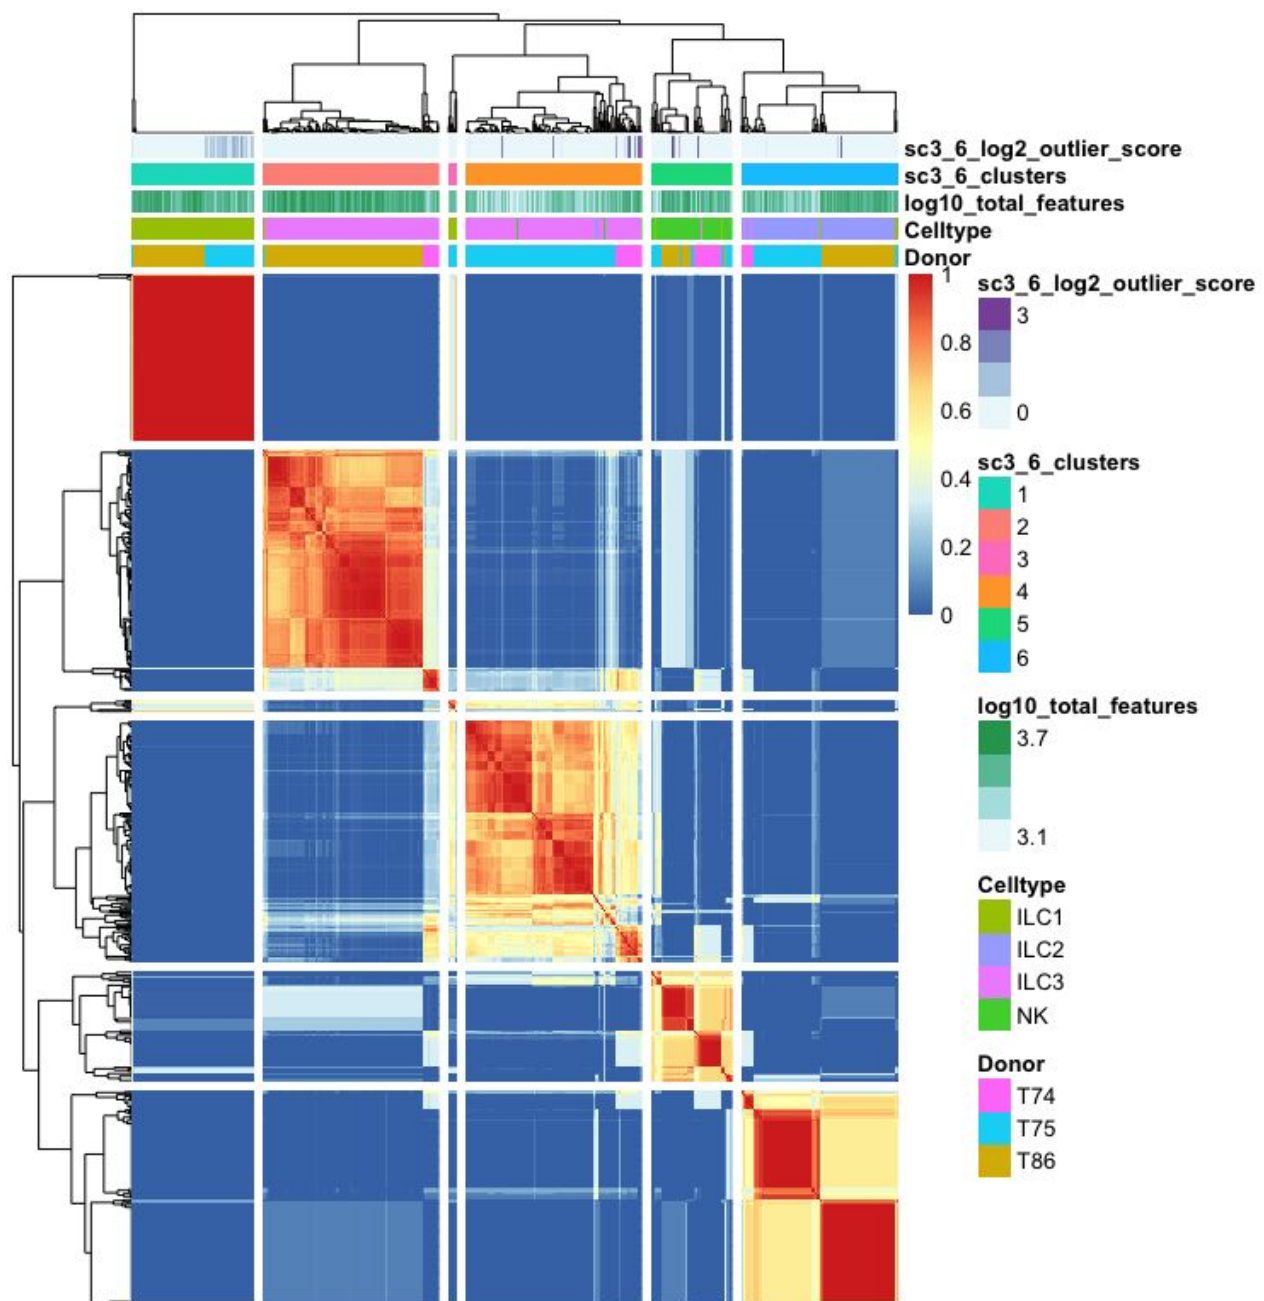 sc3_6_log2_outlier_score
sc3_6_clusters
log10_total_features
Celltype
Donor
1
0.8
0.6
0.4
0.2
0
sc3_6_log2_outlier_score
3
0
sc3_6_clusters
1
2
3
4
5
6
log10_total_features
3.7
3.1
Celltype
ILC1
ILC2
ILC3
NK
Donor
T74
T75
T86